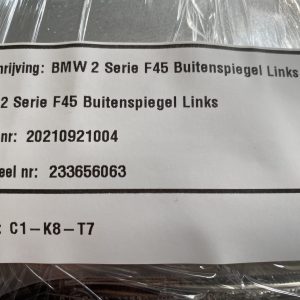 hrijving: BMW 2 Serie F45 Buitenspiegel Links
2 Serie F45 Buitenspiegel Links
nr: 20210921004
eel nr: 233656063
: C1-K8-T7